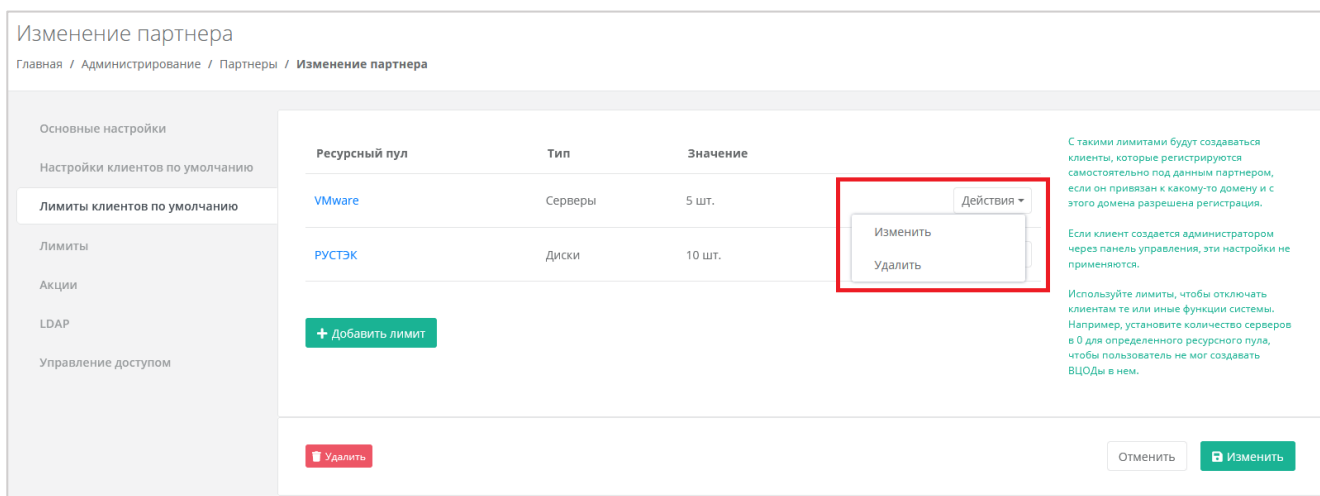 Изменение партнера
Главная / Администрирование / Партнеры / Изменение партнера
Основные настройки
Настройки клиентов по умолчанию
Лимиты клиентов по умолчанию
Лимиты
Акции
LDAP
Управление доступом
Ресурсный пул Тип Значение
VMware Серверы 5 шт. Действия
Изменить
Удалить
РУСТЭК Диски 10 шт.
+ Добавить лимит
С такими лимитами будут создаваться
клиенты, которые регистрируются
самостоятельно под данным партнером,
если он привязан к какому-то домену и с
этого домена разрешена регистрация.
Если клиент создается администратором
через панель управления, эти настройки не
применяются.
Используйте лимиты, чтобы отключать
клиентам те или иные функции системы.
Например, установите количество серверов
в 0 для определенного ресурсного пула,
чтобы пользователь не мог создавать
ВЦОДы в нем.
Удалить
Отменить
Изменить